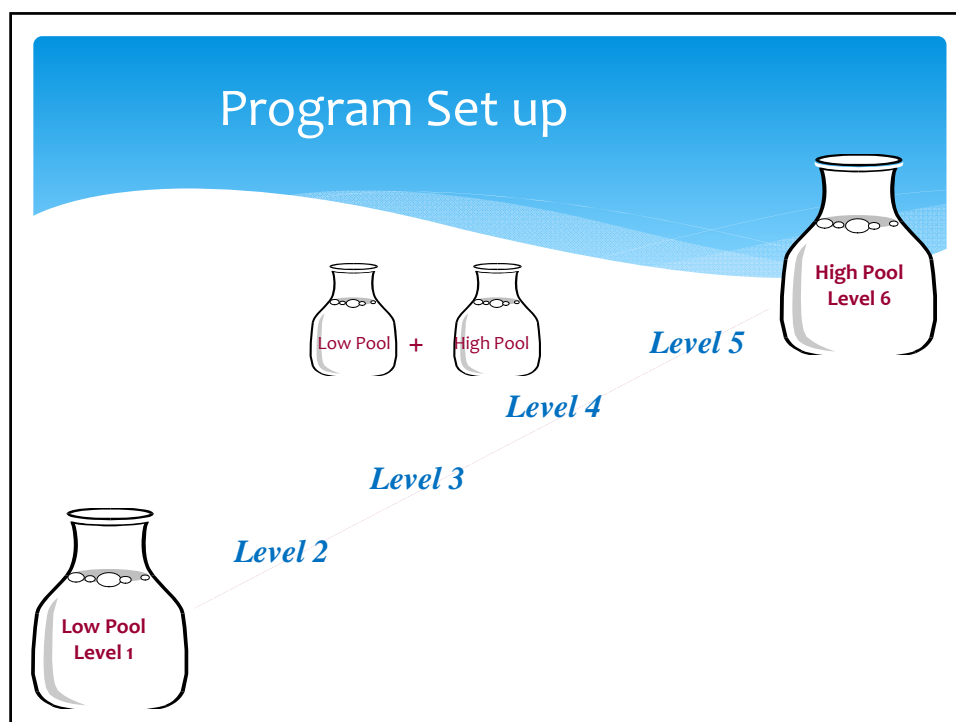 Program Set up
High Pool
Level 6
Low Pool + High Pool
Level 5
Level 4
Level 3
Level 2
Low Pool
Level 1